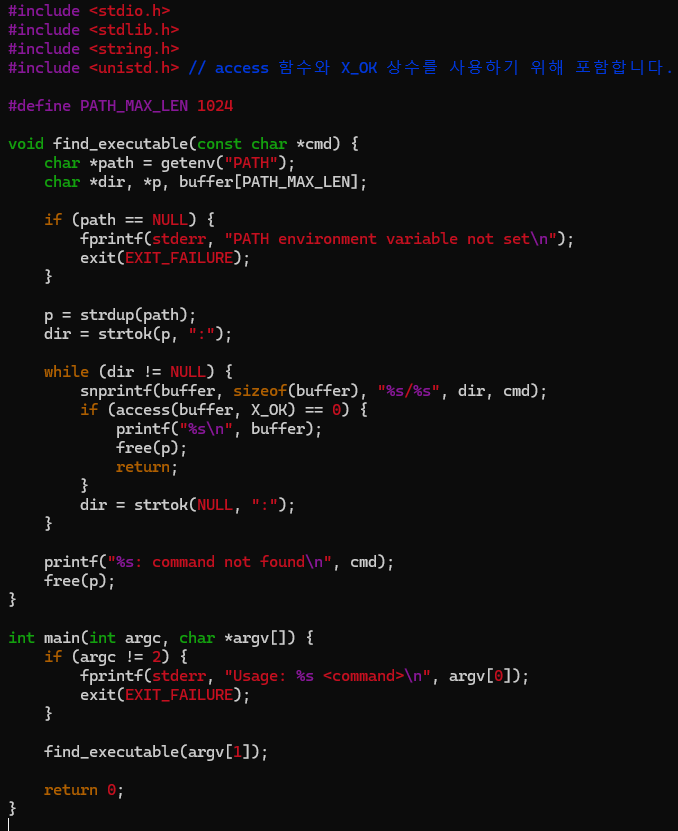 #include <stdio.h>
#include <stdlib.h>
#include <string.h>
#include <unistd.h> // access 함수와 X_OK 상수를 사용하기 위해 포함합니다.

#define PATH_MAX_LEN 1024

void find_executable(const char *cmd) {
    char *path = getenv("PATH");
    char *dir, *p, buffer[PATH_MAX_LEN];

    if (path == NULL) {
        fprintf(stderr, "PATH environment variable not set\n");
        exit(EXIT_FAILURE);
    }

    p = strdup(path);
    dir = strtok(p, ":");

    while (dir != NULL) {
        snprintf(buffer, sizeof(buffer), "%s/%s", dir, cmd);
        if (access(buffer, X_OK) == 0) {
            printf("%s\n", buffer);
            free(p);
            return;
        }
        dir = strtok(NULL, ":");
    }

    printf("%s: command not found\n", cmd);
    free(p);
}

int main(int argc, char *argv[]) {
    if (argc != 2) {
        fprintf(stderr, "Usage: %s <command>\n", argv[0]);
        exit(EXIT_FAILURE);
    }

    find_executable(argv[1]);

    return 0;
}